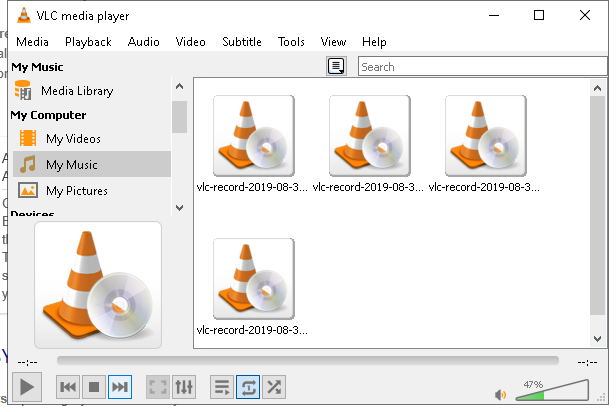 VLC media player
Media Playback Audio Video Subtitle Tools View Help
My Music
Search
Media Library
My Computer
My Videos
My Music
My Pictures
Devices
vlc-record-2019-08-3... vlc-record-2019-08-3... vlc-record-2019-08-3...
vlc-record-2019-08-3...
--:-- --:--
47%